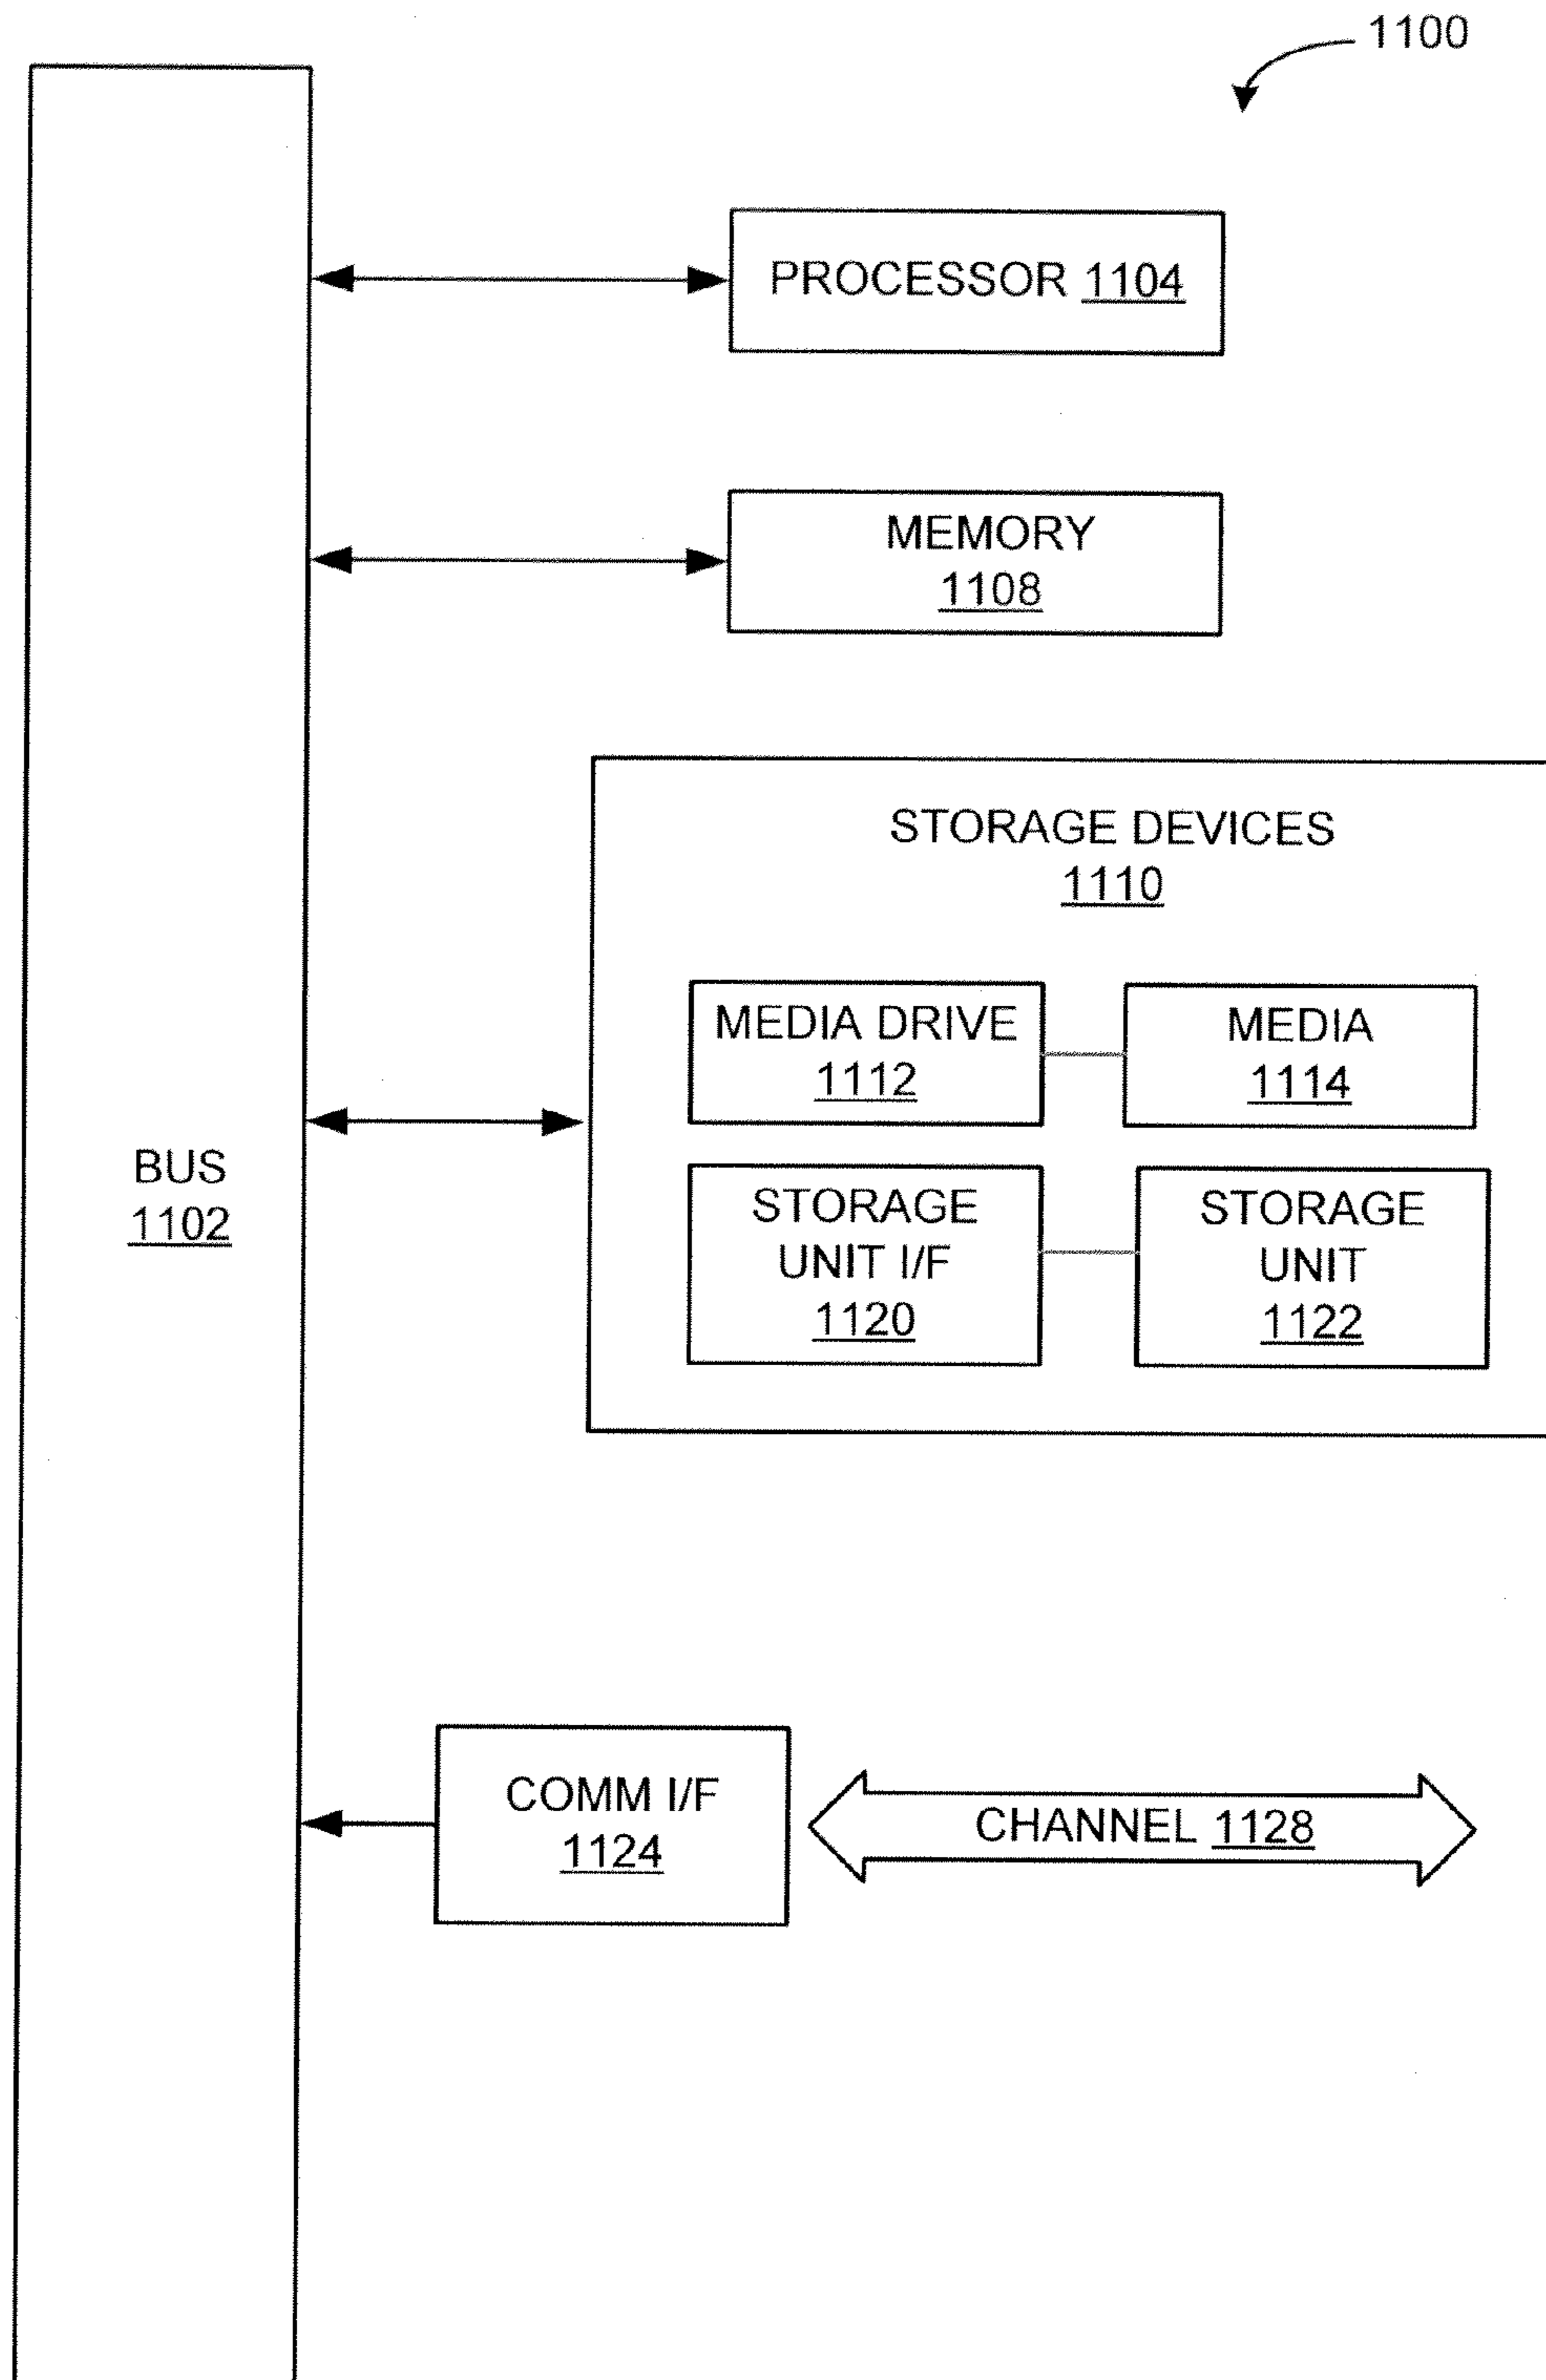 1100
PROCESSOR 1104
MEMORY
1108
STORAGE DEVICES
1110
MEDIA DRIVE
1112
MEDIA
1114
BUS
1102
STORAGE
UNIT I/F
1120
STORAGE
UNIT
1122
COMM I/F
1124
CHANNEL 1128